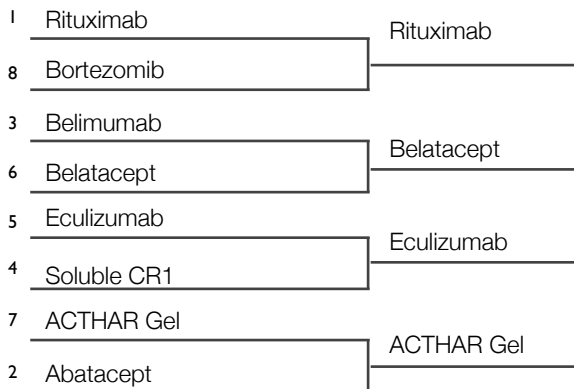 1 Rituximab
Rituximab
8 Bortezomib
3 Belimumab
Belatacept
6 Belatacept
5 Eculizumab
Eculizumab
4 Soluble CR1
7 ACTHAR Gel
ACTHAR Gel
2 Abatacept